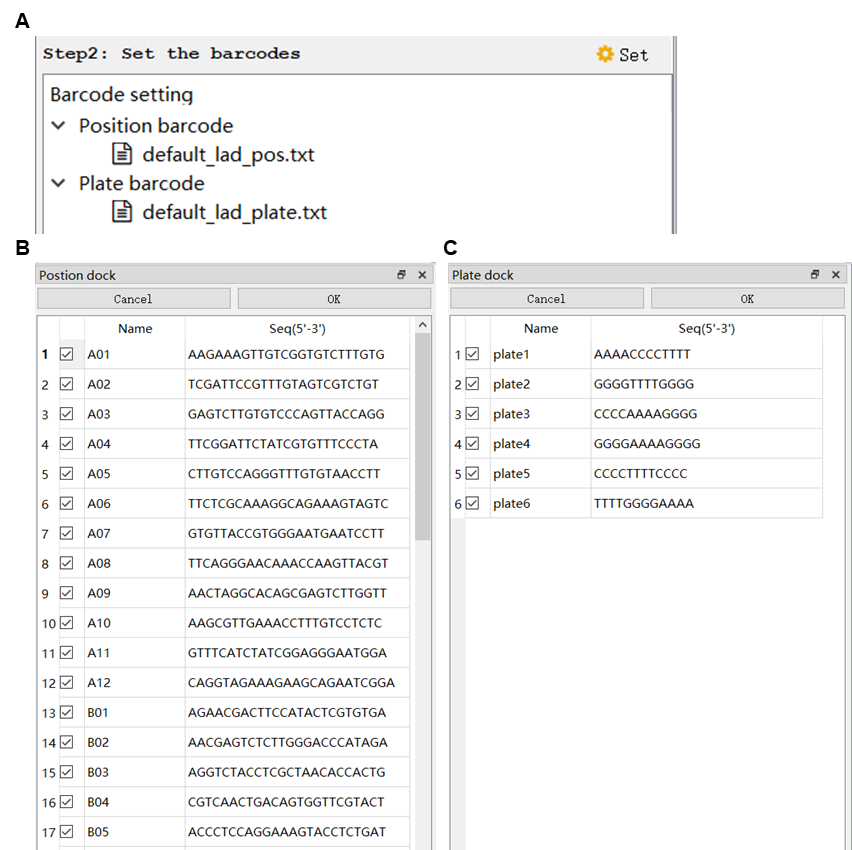 A
Step2: Set the barcodes
Set
Barcode setting
Position barcode
default_lad_pos.txt
Plate barcode
default_lad_plate.txt
B
Postion dock
Cancel OK
Name Seq(5'-3')
1 A01 AAGAAAGTTGTCGGTGTCTTTGTG
2 A02 TCGATTCCGTTTGTAGTCGTCTGT
3 A03 GAGTCTTGTGTCCCAGTTACCAGG
4 A04 TTCGGATTCTATCGTGTTTCCCTA
5 A05 CTTGTCCAGGGTTTGTGTAACCTT
6 A06 TTCTCGCAAAGGCAGAAAGTAGTC
7 A07 GTGTTACCGTGGGAATGAATCCTT
8 A08 TTCAGGGAACAAACCAAGTTACGT
9 A09 AACTAGGCACAGCGAGTCTTGGTT
10 A10 AAGCGTTGAAACCTTTGTCCTCTC
11 A11 GTTTCATCTATCGGAGGGAATGGA
12 A12 CAGGTAGAAAGAAGCAGAATCGGA
13 B01 AGAACGACTTCCATACTCGTGTGA
14 B02 AACGAGTCTCTTGGGACCCATAGA
15 B03 AGGTCTACCTCGCTAACACCACTG
16 B04 CGTCAACTGACAGTGGTTCGTACT
17 B05 ACCCTCCAGGAAAGTACCTCTGAT
C
Plate dock
Cancel OK
Name Seq(5'-3')
1 plate1 AAAACCCCTTTT
2 plate2 GGGGTTTTGGGG
3 plate3 CCCCAAAAGGGG
4 plate4 GGGGAAAAGGGG
5 plate5 CCCCTTTTCCCC
6 plate6 TTTTGGGGAAAA